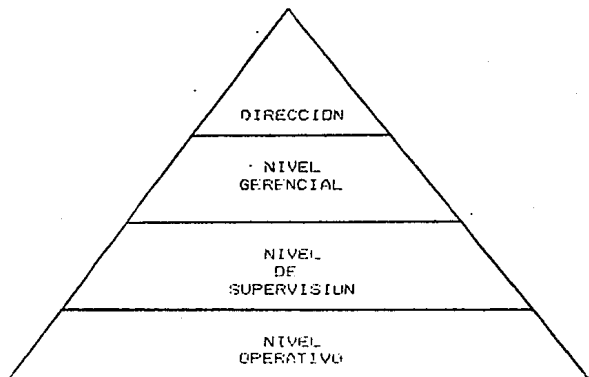 DIRECCION
NIVEL
GERENCIAL
NIVEL
DE
SUPERVISION
NIVEL
OPERATIVO